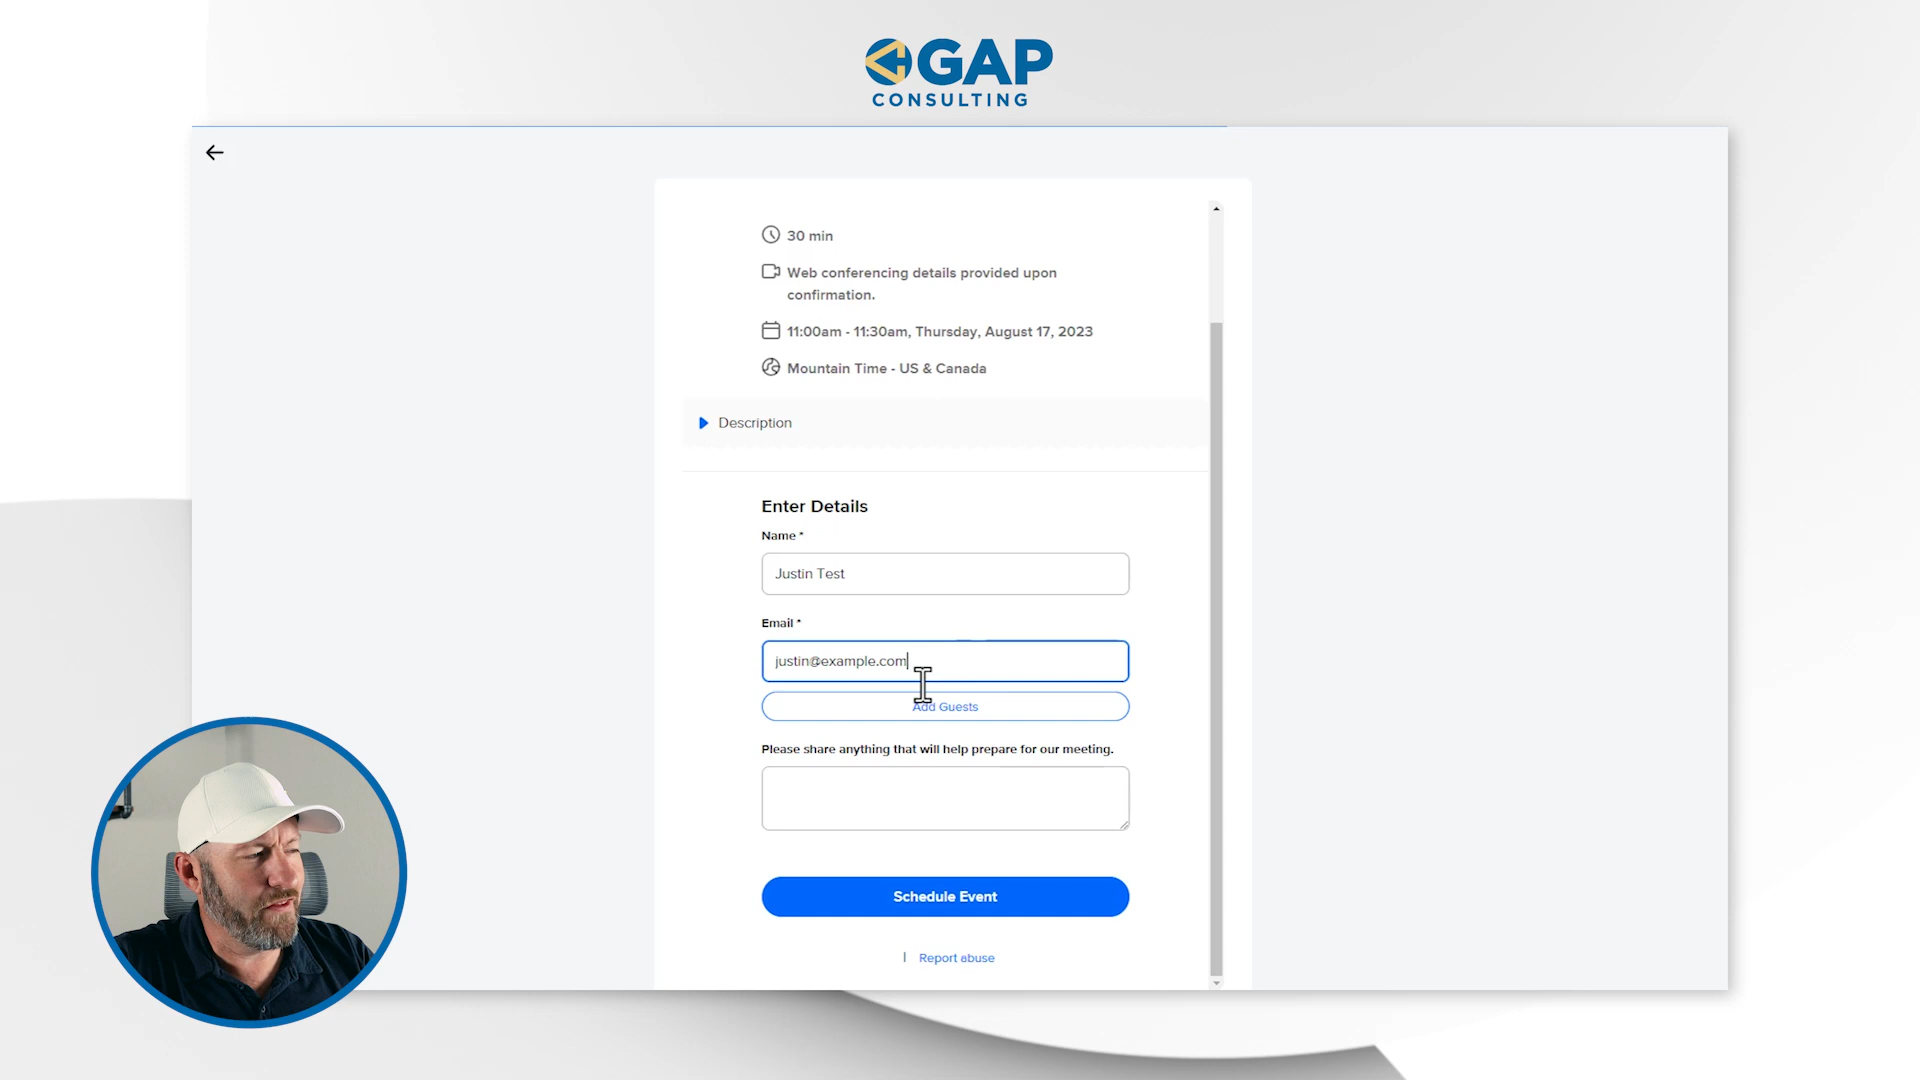 GAP
CONSULTING
30 min
Web conferencing details provided upon
confirmation.
11:00am - 11:30am, Thursday, August 17, 2023
Mountain Time - US & Canada
Description
Enter Details
Name *
Justin Test
Email *
justin@example.com
Add Guests
Please share anything that will help prepare for our meeting.
Schedule Event
| Report abuse